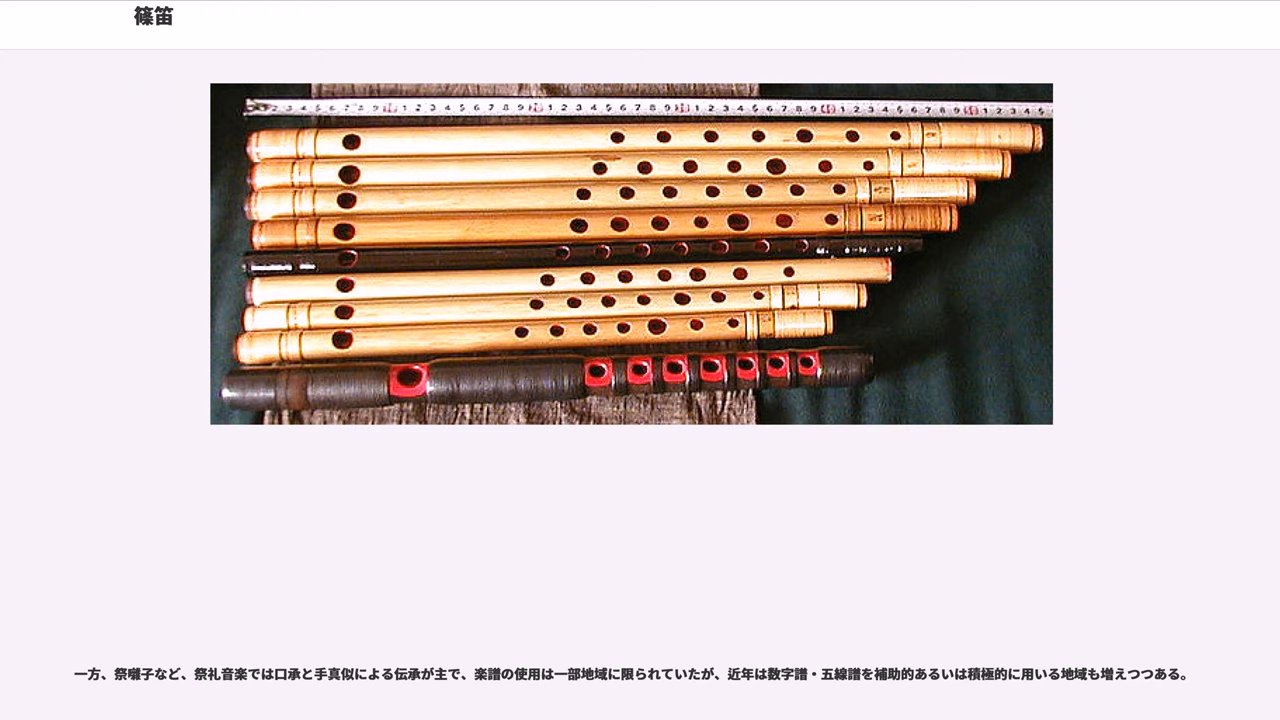 篠笛
一方、祭囃子など、祭礼音楽では口承と手真似による伝承が主で、楽譜の使用は一部地域に限られていたが、近年は数字譜・五線譜を補助的あるいは積極的に用いる地域も増えつつある。